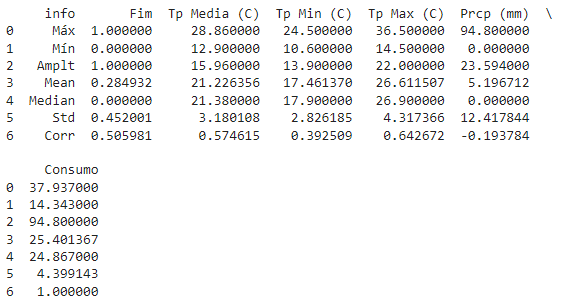 info Fim Tp Media (C) Tp Min (C) Tp Max (C) Prcp (mm) \
0 Máx 1.000000 28.860000 24.500000 36.500000 94.800000
1 Mín 0.000000 12.900000 10.600000 14.500000 0.000000
2 Amplt 1.000000 15.960000 13.900000 22.000000 23.594000
3 Mean 0.284932 21.226356 17.461370 26.611507 5.196712
4 Median 0.000000 21.380000 17.900000 26.900000 0.000000
5 Std 0.452001 3.180108 2.826185 4.317366 12.417844
6 Corr 0.505981 0.574615 0.392509 0.642672 -0.193784
Consumo
0 37.937000
1 14.343000
2 94.800000
3 25.401367
4 24.867000
5 4.399143
6 1.000000